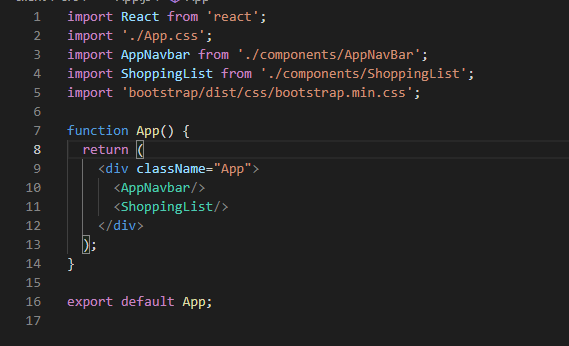 1 import React from 'react';
2 import './App.css';
3 import AppNavbar from './components/AppNavBar';
4 import ShoppingList from './components/ShoppingList';
5 import 'bootstrap/dist/css/bootstrap.min.css';
6
7 function App() {
8   return (
9     <div className="App">
10       <AppNavbar/>
11       <ShoppingList/>
12     </div>
13   );
14 }
15
16 export default App;
17